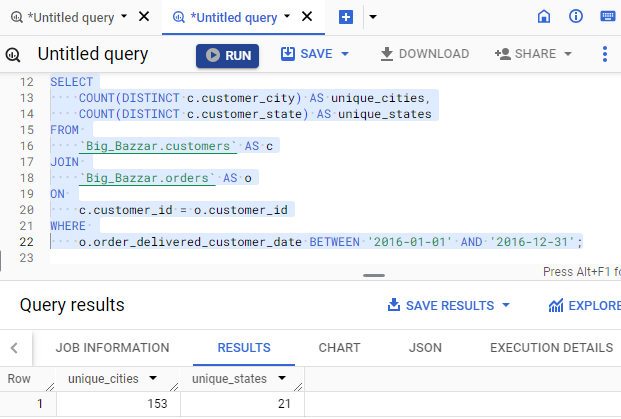 *Untitled query
*Untitled query
Untitled query
RUN
SAVE
DOWNLOAD
SHARE
12 SELECT
13 COUNT(DISTINCT c.customer_city) AS unique_cities,
14 COUNT(DISTINCT c.customer_state) AS unique_states
15 FROM
16 `Big_Bazzar.customers` AS c
17 JOIN
18 `Big_Bazzar.orders` AS o
19 ON
20 c.customer_id = o.customer_id
21 WHERE
22 o.order_delivered_customer_date BETWEEN '2016-01-01' AND '2016-12-31';
23
Press Alt+F1 fo
Query results
SAVE RESULTS
EXPLORE
JOB INFORMATION
RESULTS
CHART
JSON
EXECUTION DETAILS
Row unique_cities unique_states
1 153 21